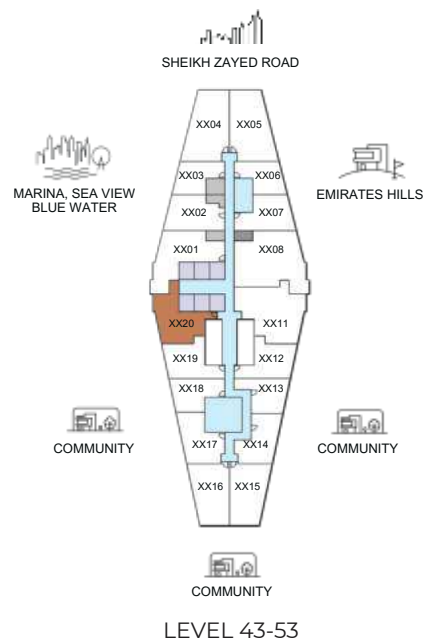 SHEIKH ZAYED ROAD
XX04 XX05
XX03 XX06
MARINA, SEA VIEW
BLUE WATER
EMIRATES HILLS
XX02 XX07
XX01 XX08
XX20 XX11
XX19 XX12
XX18 XX13
COMMUNITY
COMMUNITY
XX17 XX14
XX16 XX15
COMMUNITY
LEVEL 43-53